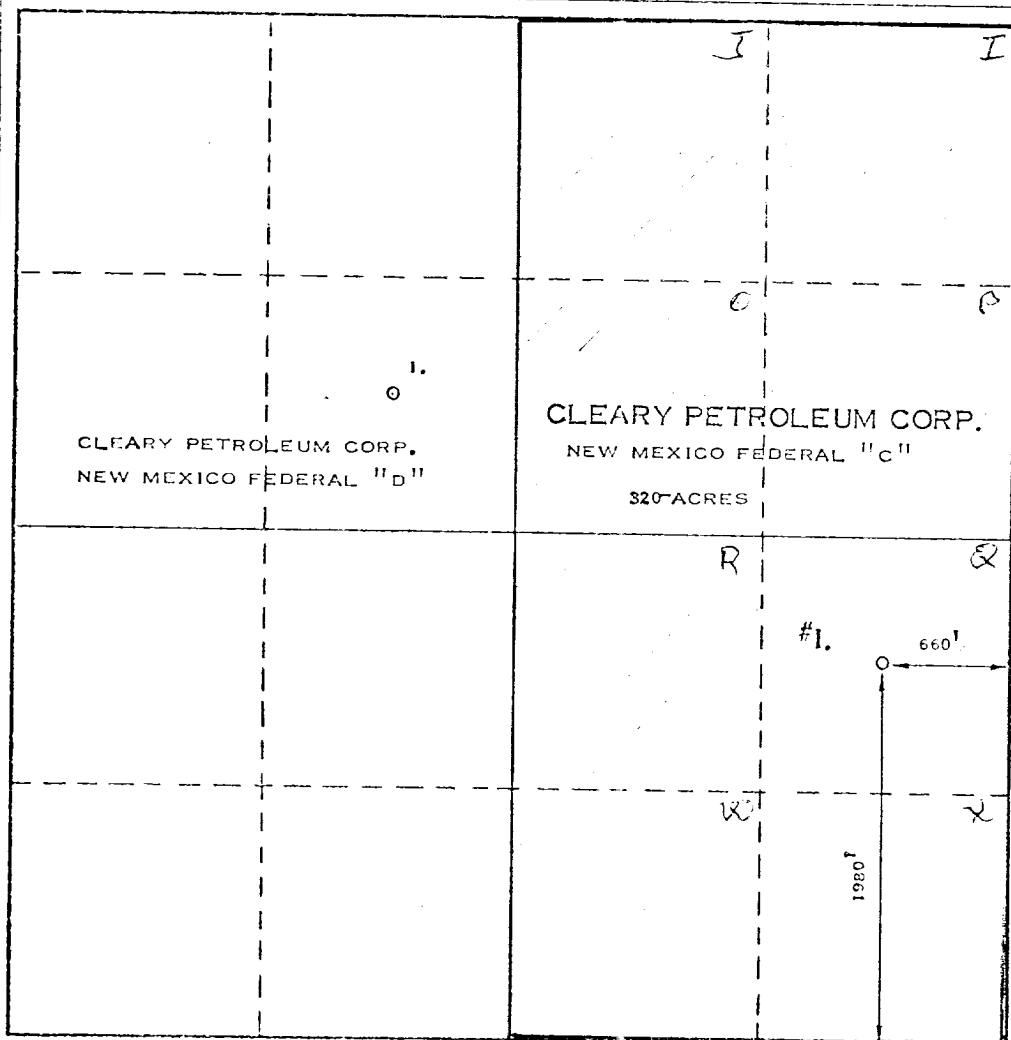 J I
O P
1.
CLEARY PETROLEUM CORP.
NEW MEXICO FEDERAL "D"
CLEARY PETROLEUM CORP.
NEW MEXICO FEDERAL "C"
320 ACRES
R Q
#1.
660'
W X
1980'